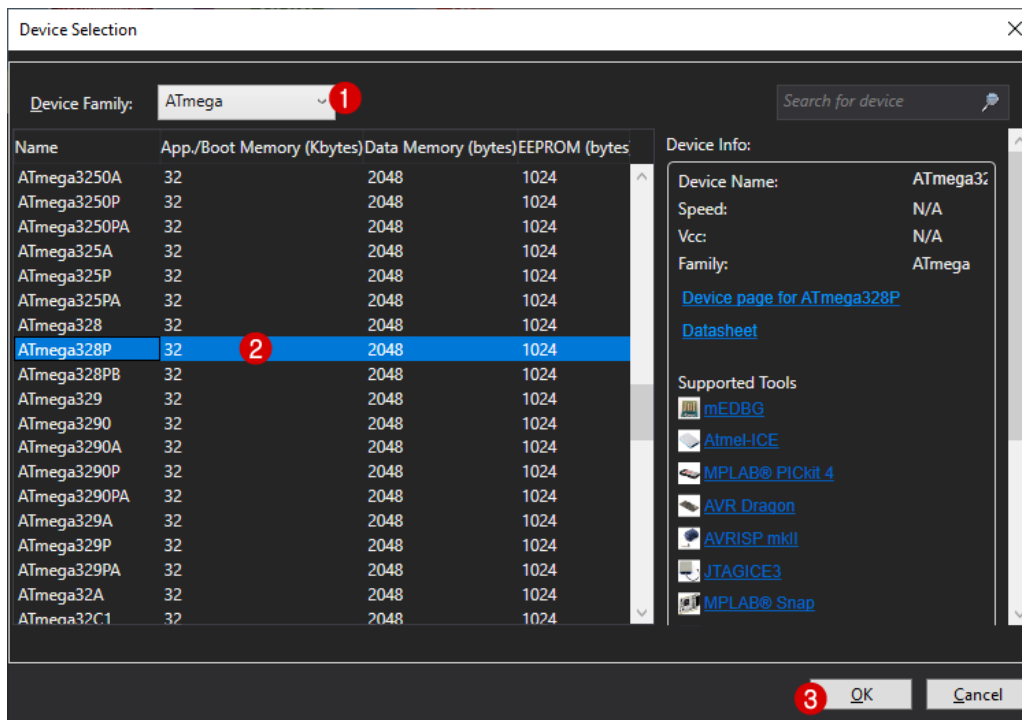 Device Selection
Device Family: ATmega 1 Search for device
Name App./Boot Memory (Kbytes) Data Memory (bytes) EEPROM (bytes
ATmega3250A 32 2048 1024
ATmega3250P 32 2048 1024
ATmega3250PA 32 2048 1024
ATmega325A 32 2048 1024
ATmega325P 32 2048 1024
ATmega325PA 32 2048 1024
ATmega328 32 2048 1024
ATmega328P 32 2 2048 1024
ATmega328PB 32 2048 1024
ATmega329 32 2048 1024
ATmega3290 32 2048 1024
ATmega3290A 32 2048 1024
ATmega3290P 32 2048 1024
ATmega3290PA 32 2048 1024
ATmega329A 32 2048 1024
ATmega329P 32 2048 1024
ATmega329PA 32 2048 1024
ATmega32A 32 2048 1024
ATmega32C1 32 2048 1024
Device Info:
Device Name: ATmega32
Speed: N/A
Vcc: N/A
Family: ATmega
Device page for ATmega328P
Datasheet
Supported Tools
mEDBG
Atmel-ICE
MPLAB® PICkit 4
AVR Dragon
AVRISP mkII
JTAGICE3
MPLAB® Snap
3 OK Cancel